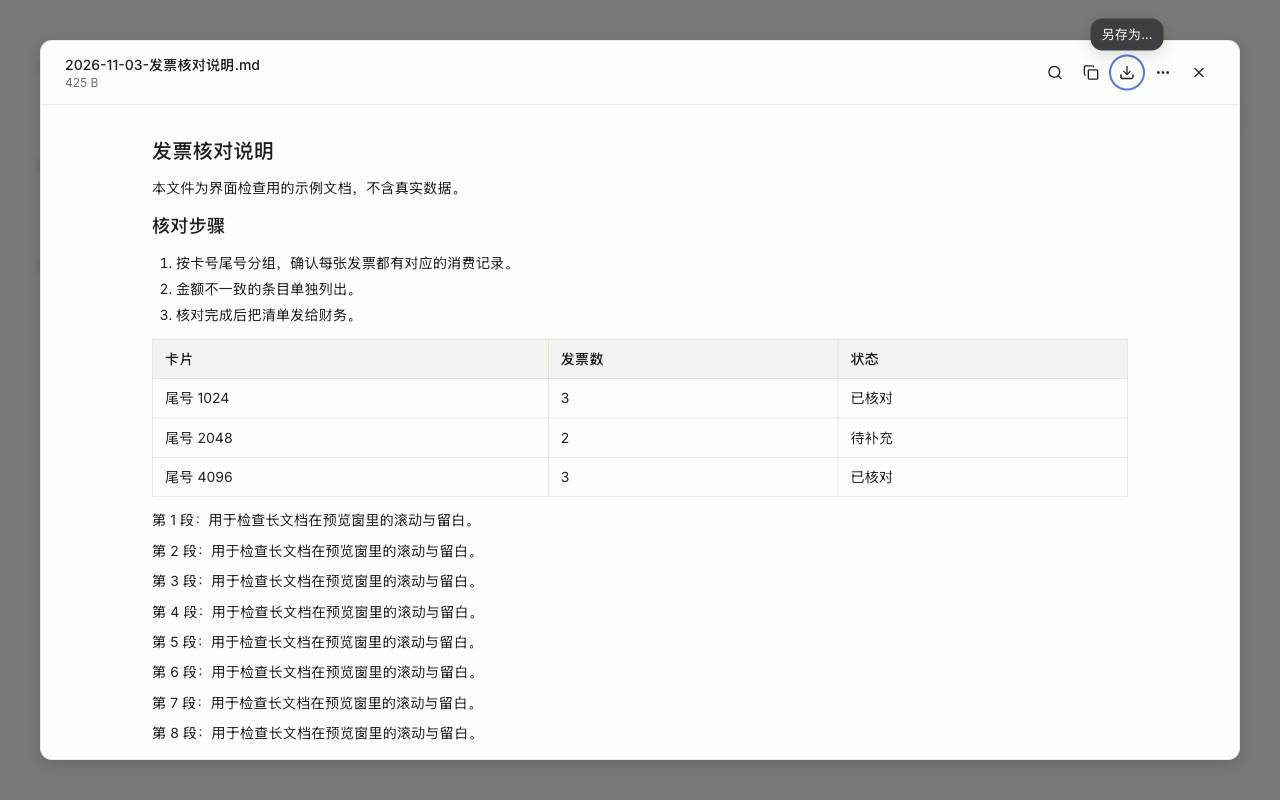 另存为...
2026-11-03-发票核对说明.md
425 B
发票核对说明
本文件为界面检查用的示例文档，不含真实数据。
核对步骤
1. 按卡号尾号分组，确认每张发票都有对应的消费记录。
2. 金额不一致的条目单独列出。
3. 核对完成后把清单发给财务。
卡片 发票数 状态
尾号 1024 3 已核对
尾号 2048 2 待补充
尾号 4096 3 已核对
第 1 段：用于检查长文档在预览窗里的滚动与留白。
第 2 段：用于检查长文档在预览窗里的滚动与留白。
第 3 段：用于检查长文档在预览窗里的滚动与留白。
第 4 段：用于检查长文档在预览窗里的滚动与留白。
第 5 段：用于检查长文档在预览窗里的滚动与留白。
第 6 段：用于检查长文档在预览窗里的滚动与留白。
第 7 段：用于检查长文档在预览窗里的滚动与留白。
第 8 段：用于检查长文档在预览窗里的滚动与留白。